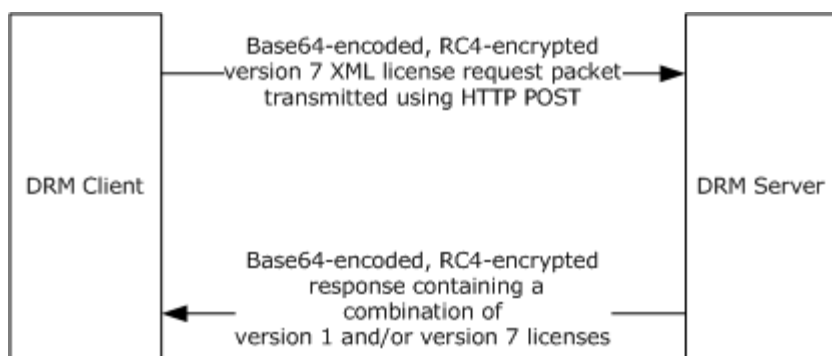 Base64-encoded, RC4-encrypted
version 7 XML license request packet
transmitted using HTTP POST
DRM Client
DRM Server
Base64-encoded, RC4-encrypted
response containing a
combination of
version 1 and/or version 7 licenses